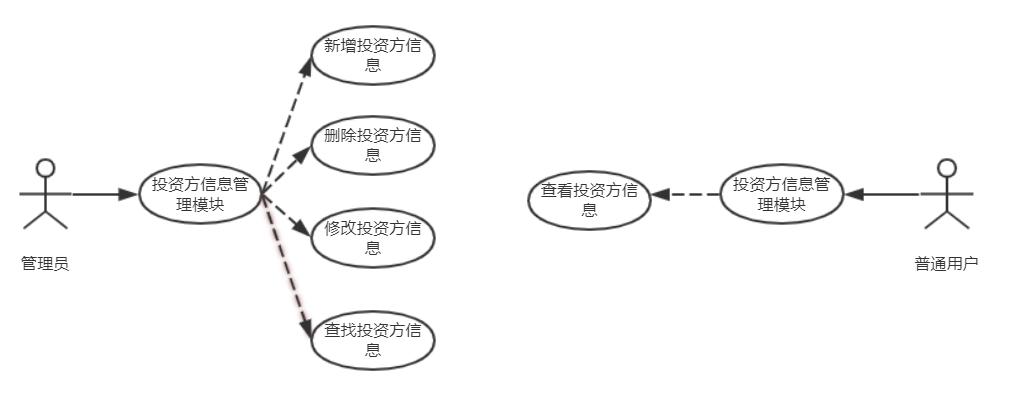 新增投资方信
息
删除投资方信
息
投资方信息管
理模块
修改投资方信
息
查找投资方信
息
管理员
查看投资方信
息
投资方信息管
理模块
普通用户